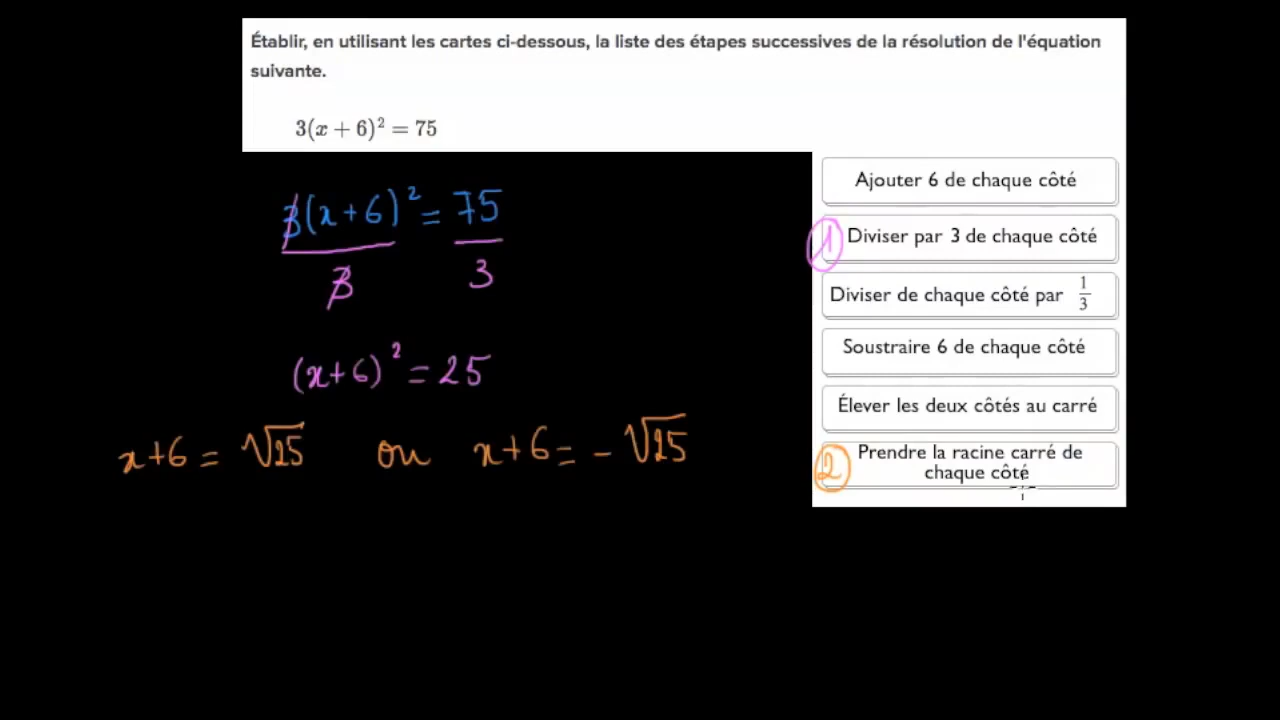 Établir, en utilisant les cartes ci-dessous, la liste des étapes successives de la résolution de l'équation
suivante.
3(x + 6)² = 75
3(x+6)² = 75
3 3
(x+6)² = 25
x+6 = √25 ou x+6 = - √25
Ajouter 6 de chaque côté
1 Diviser par 3 de chaque côté
Diviser de chaque côté par 1/3
Soustraire 6 de chaque côté
Élever les deux côtés au carré
2 Prendre la racine carré de
chaque côté